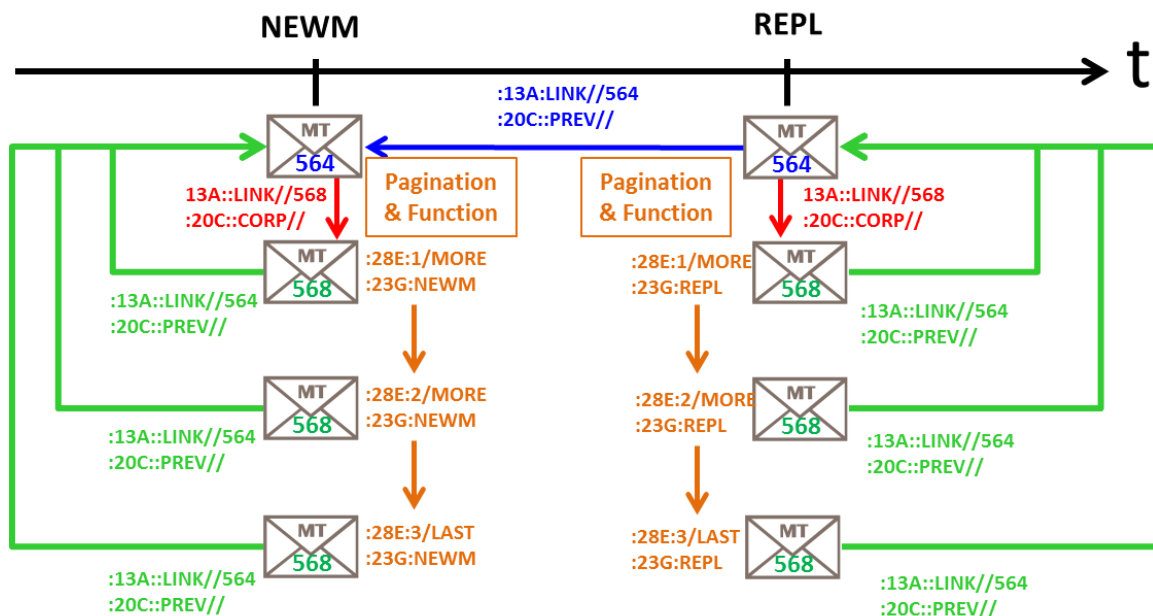 NEWM
REPL
t
:13A:LINK//564
:20C::PREV//
MT
564
MT
564
Pagination
& Function
Pagination
& Function
13A::LINK//568
:20C::CORP//
13A::LINK//568
:20C::CORP//
MT
568
:28E:1/MORE
:23G:NEWM
:28E:1/MORE
:23G:REPL
MT
568
:13A::LINK//564
:20C::PREV//
:13A::LINK//564
:20C::PREV//
MT
568
:28E:2/MORE
:23G:NEWM
:28E:2/MORE
:23G:REPL
MT
568
:13A::LINK//564
:20C::PREV//
:13A::LINK//564
:20C::PREV//
MT
568
:28E:3/LAST
:23G:NEWM
:28E:3/LAST
:23G:REPL
MT
568
:13A::LINK//564
:20C::PREV//
:13A::LINK//564
:20C::PREV//